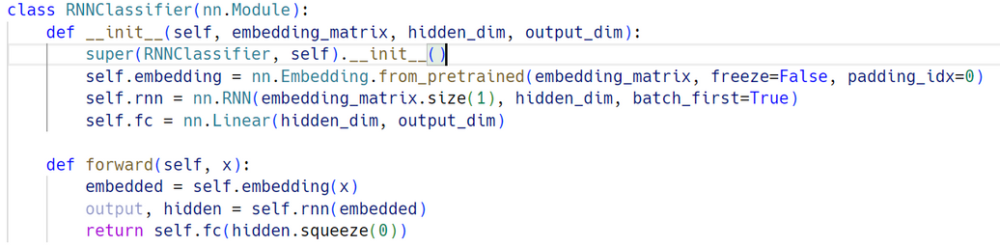 class RNNClassifier(nn.Module):
    def __init__(self, embedding_matrix, hidden_dim, output_dim):
        super(RNNClassifier, self).__init__()
        self.embedding = nn.Embedding.from_pretrained(embedding_matrix, freeze=False, padding_idx=0)
        self.rnn = nn.RNN(embedding_matrix.size(1), hidden_dim, batch_first=True)
        self.fc = nn.Linear(hidden_dim, output_dim)

    def forward(self, x):
        embedded = self.embedding(x)
        output, hidden = self.rnn(embedded)
        return self.fc(hidden.squeeze(0))